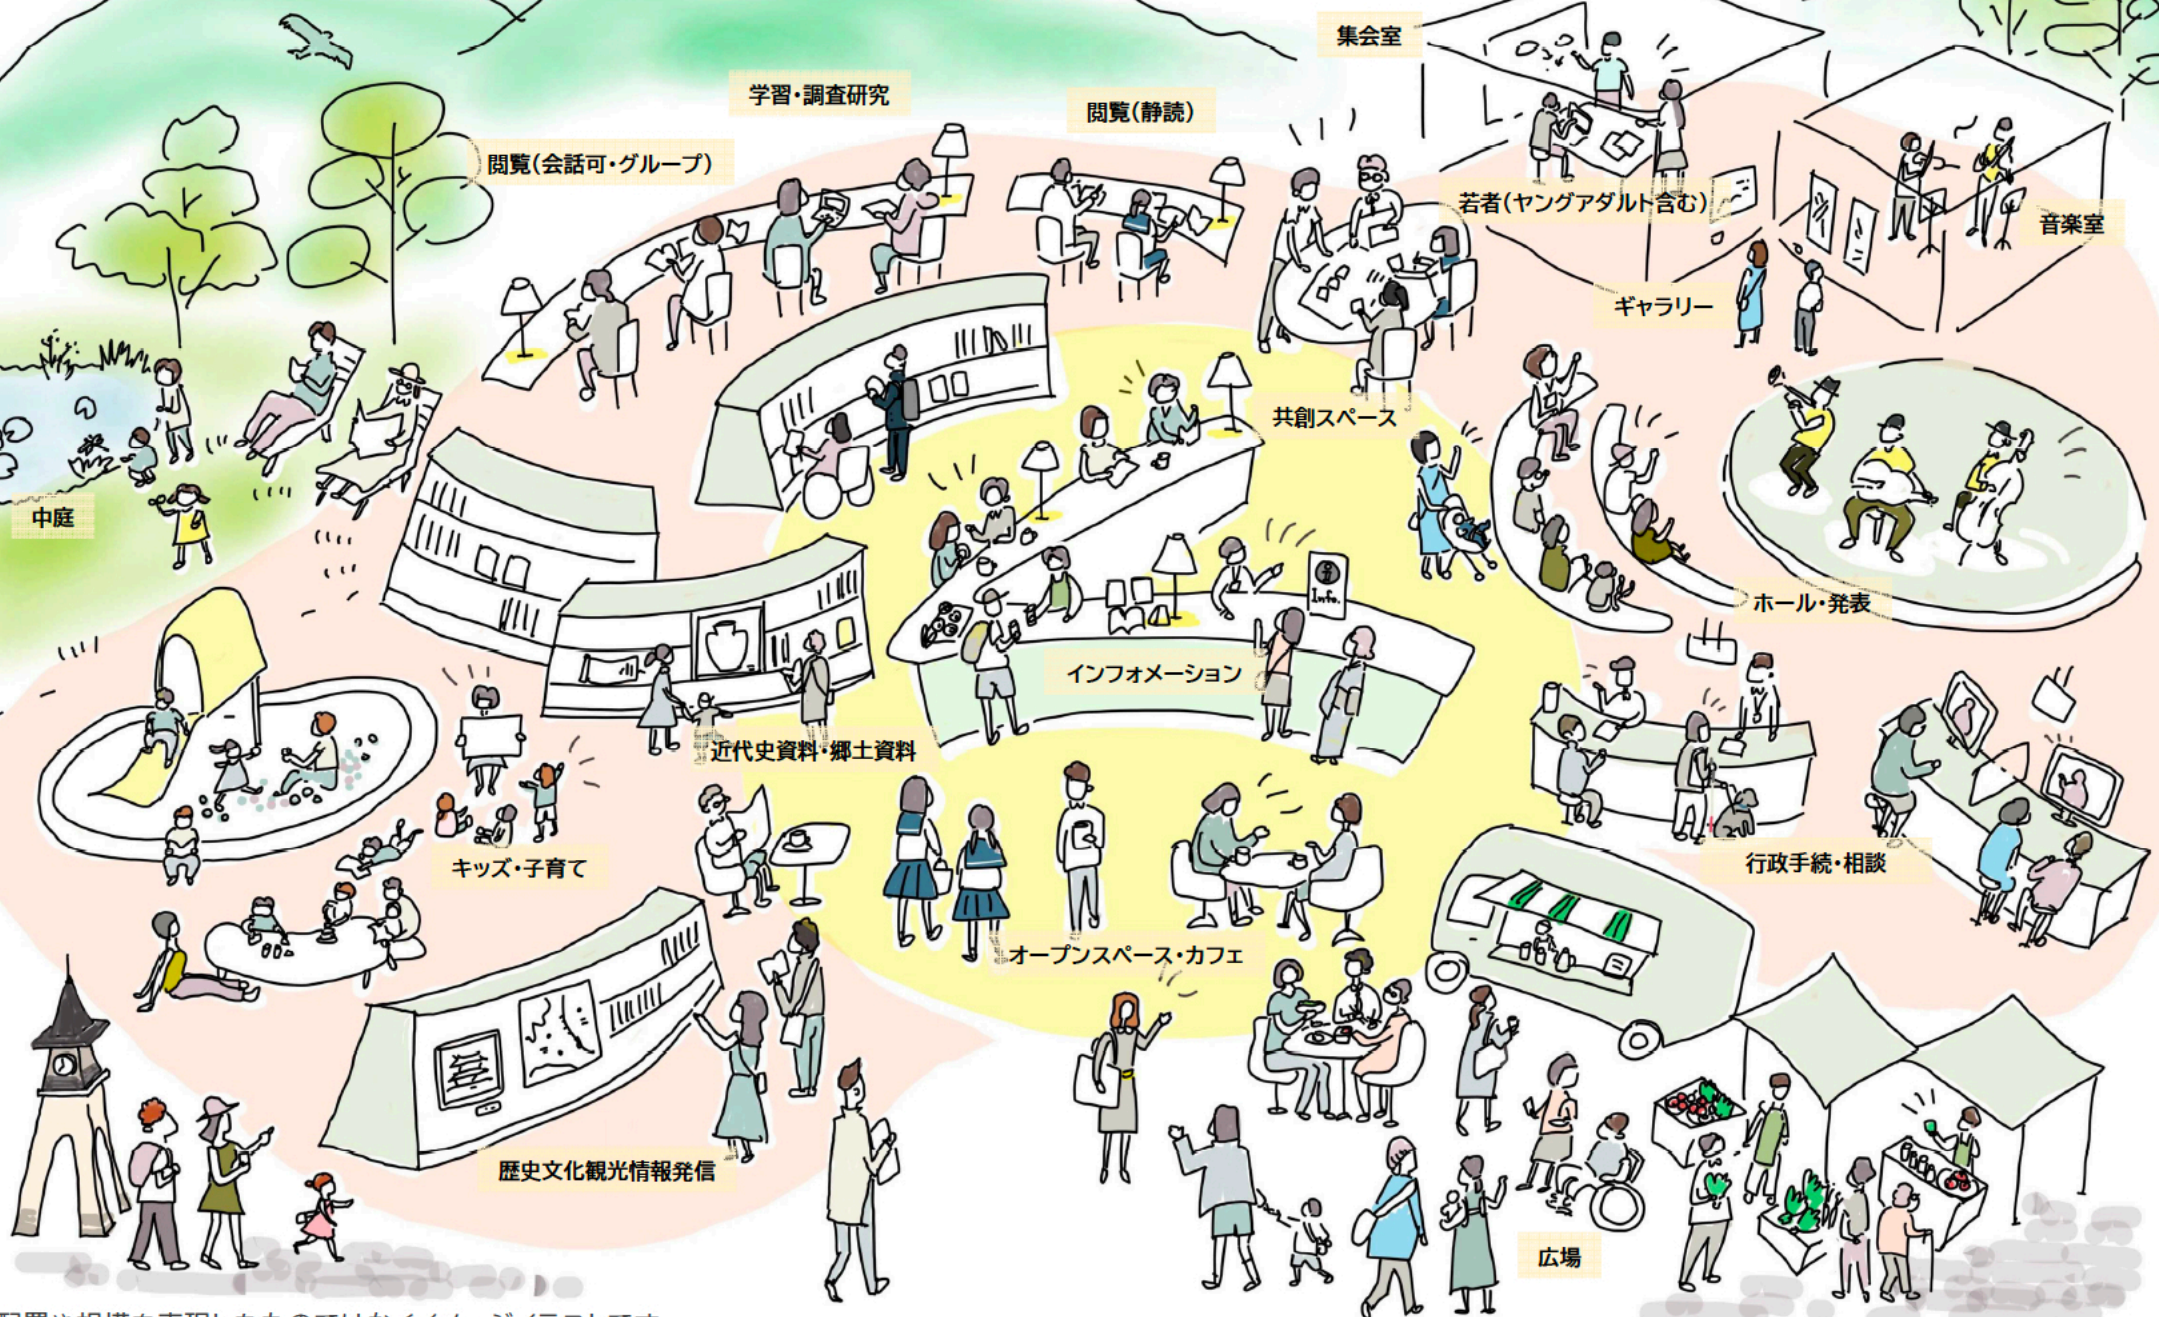 集会室
学習・調査研究
閲覧(静読)
閲覧(会話可・グループ)
若者(ヤングアダルト含む)
音楽室
ギャラリー
共創スペース
中庭
Info.
ホール・発表
インフォメーション
近代史資料・郷土資料
キッズ・子育て
行政手続・相談
オープンスペース・カフェ
歴史文化観光情報発信
広場